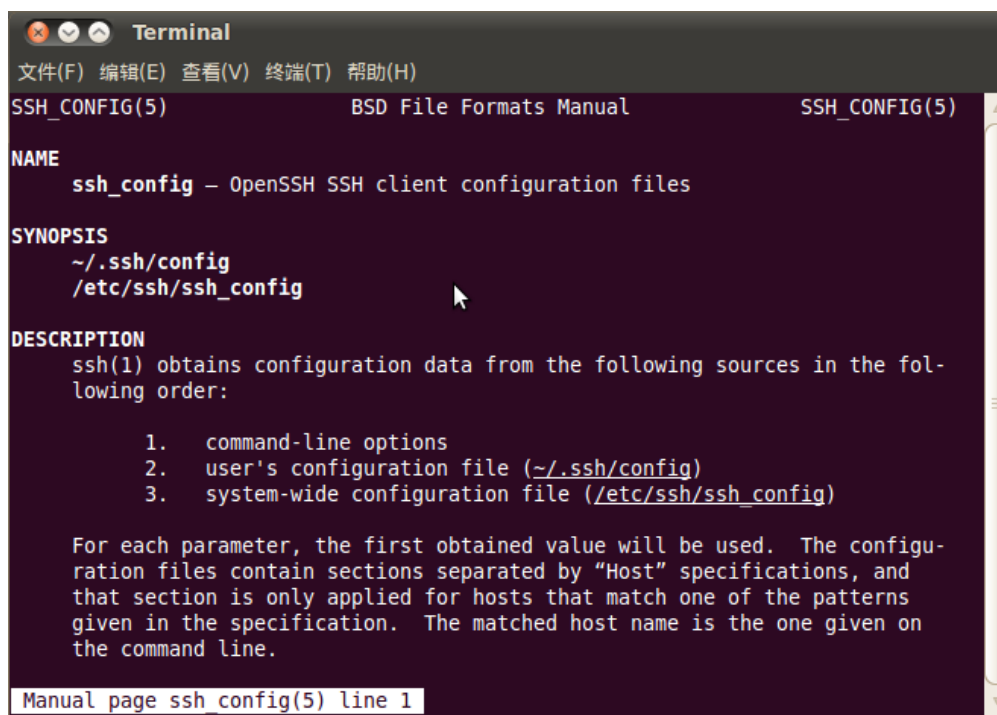 Terminal
文件(F) 编辑(E) 查看(V) 终端(T) 帮助(H)
SSH_CONFIG(5) BSD File Formats Manual SSH_CONFIG(5)
NAME
ssh_config — OpenSSH SSH client configuration files
SYNOPSIS
~/.ssh/config
/etc/ssh/ssh_config
DESCRIPTION
ssh(1) obtains configuration data from the following sources in the fol-
lowing order:
1. command-line options
2. user's configuration file (~/.ssh/config)
3. system-wide configuration file (/etc/ssh/ssh_config)
For each parameter, the first obtained value will be used. The configu-
ration files contain sections separated by “Host” specifications, and
that section is only applied for hosts that match one of the patterns
given in the specification. The matched host name is the one given on
the command line.
Manual page ssh_config(5) line 1